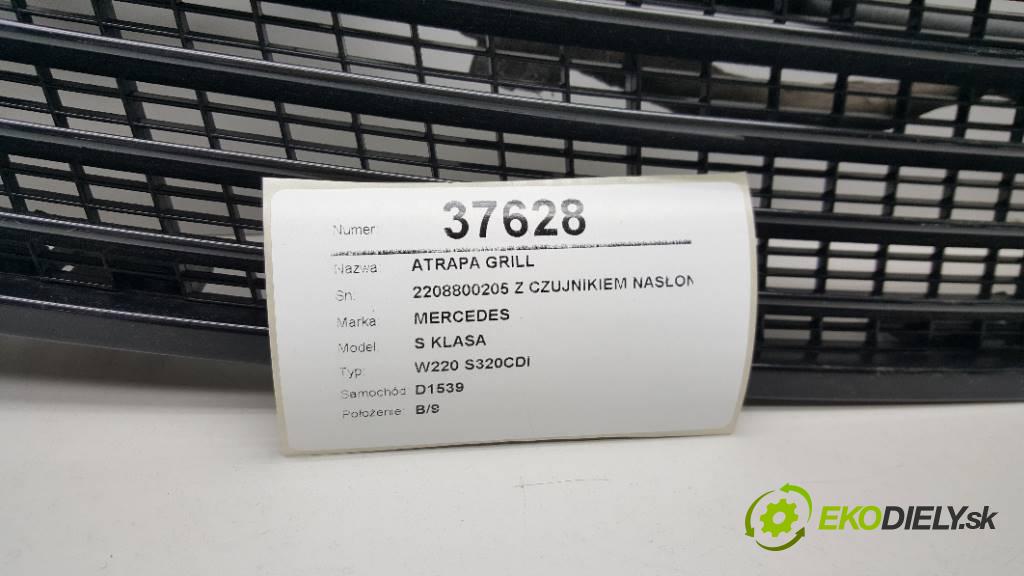 Numer: 37628
Nazwa: ATRAPA GRILL
Sn: 2208800205 Z CZUJNIKIEM NASŁON
Marka: MERCEDES
Model: S KLASA
Typ: W220 S320CDI
Samochód: D1539
Położenie: B/9
EKODIELY.sk